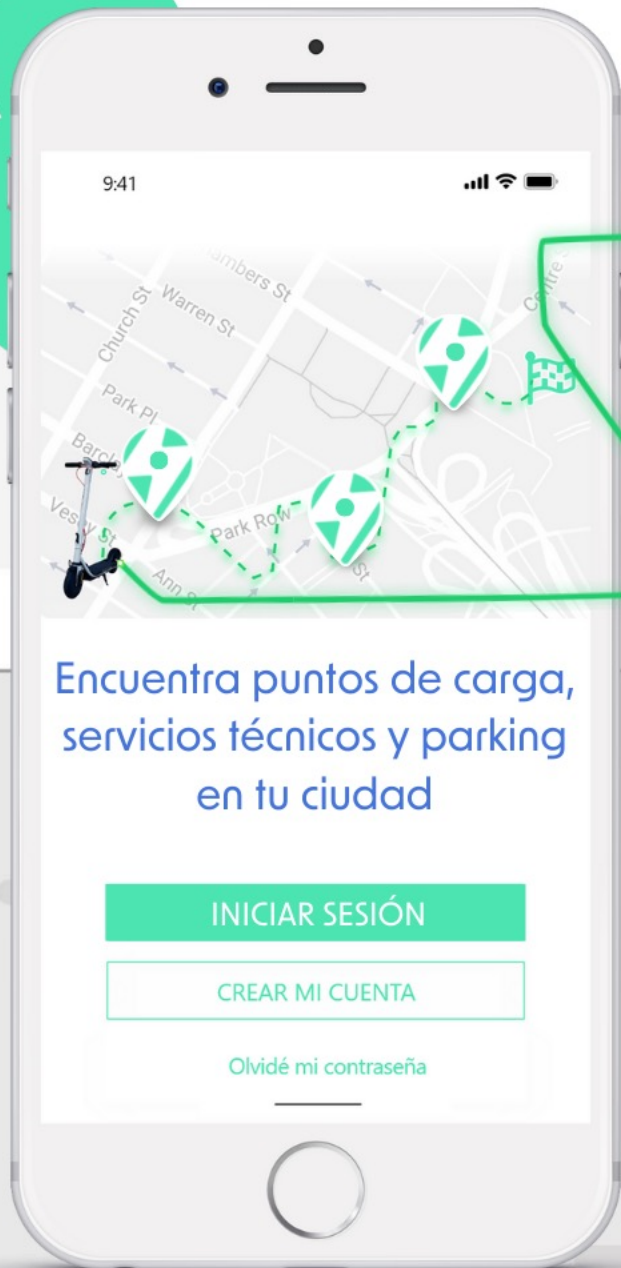 9:41
Chambers St
Warren St
Church St
Centre
Park Pl
Barclay
Vesey St
Park Row
Ann St
St
Encuentra puntos de carga,
servicios técnicos y parking
en tu ciudad
INICIAR SESIÓN
CREAR MI CUENTA
Olvidé mi contraseña